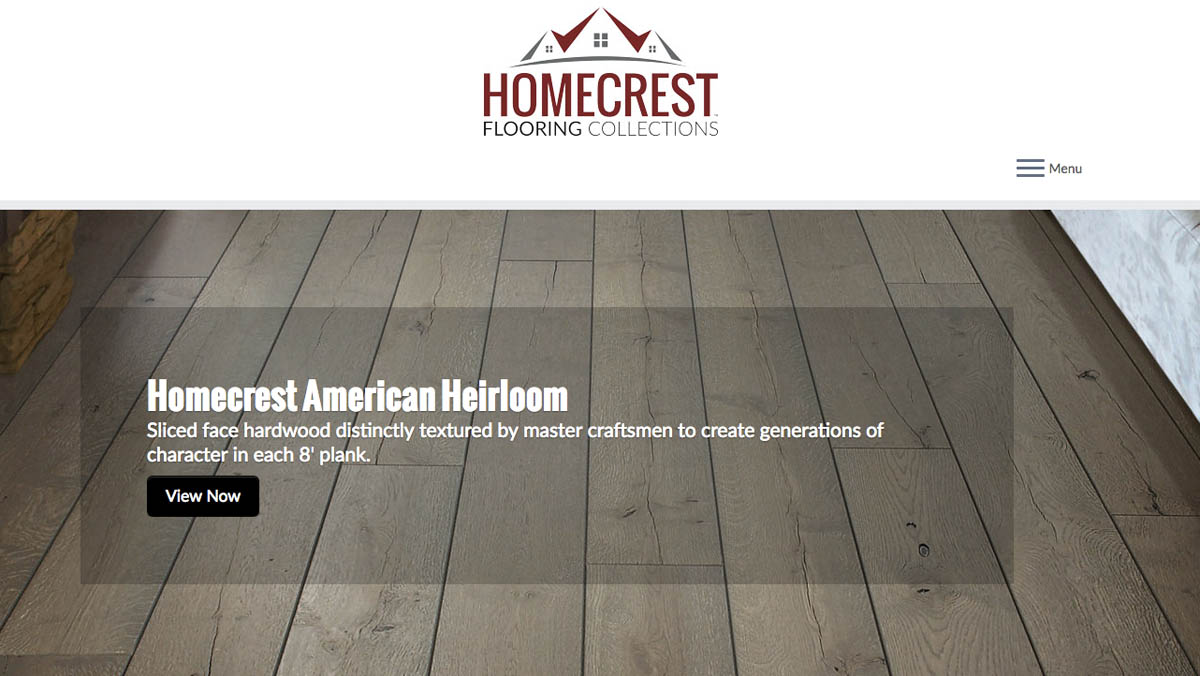 HOMECREST
FLOORING COLLECTIONS
Menu
Homecrest American Heirloom
Sliced face hardwood distinctly textured by master craftsmen to create generations of
character in each 8' plank.
View Now